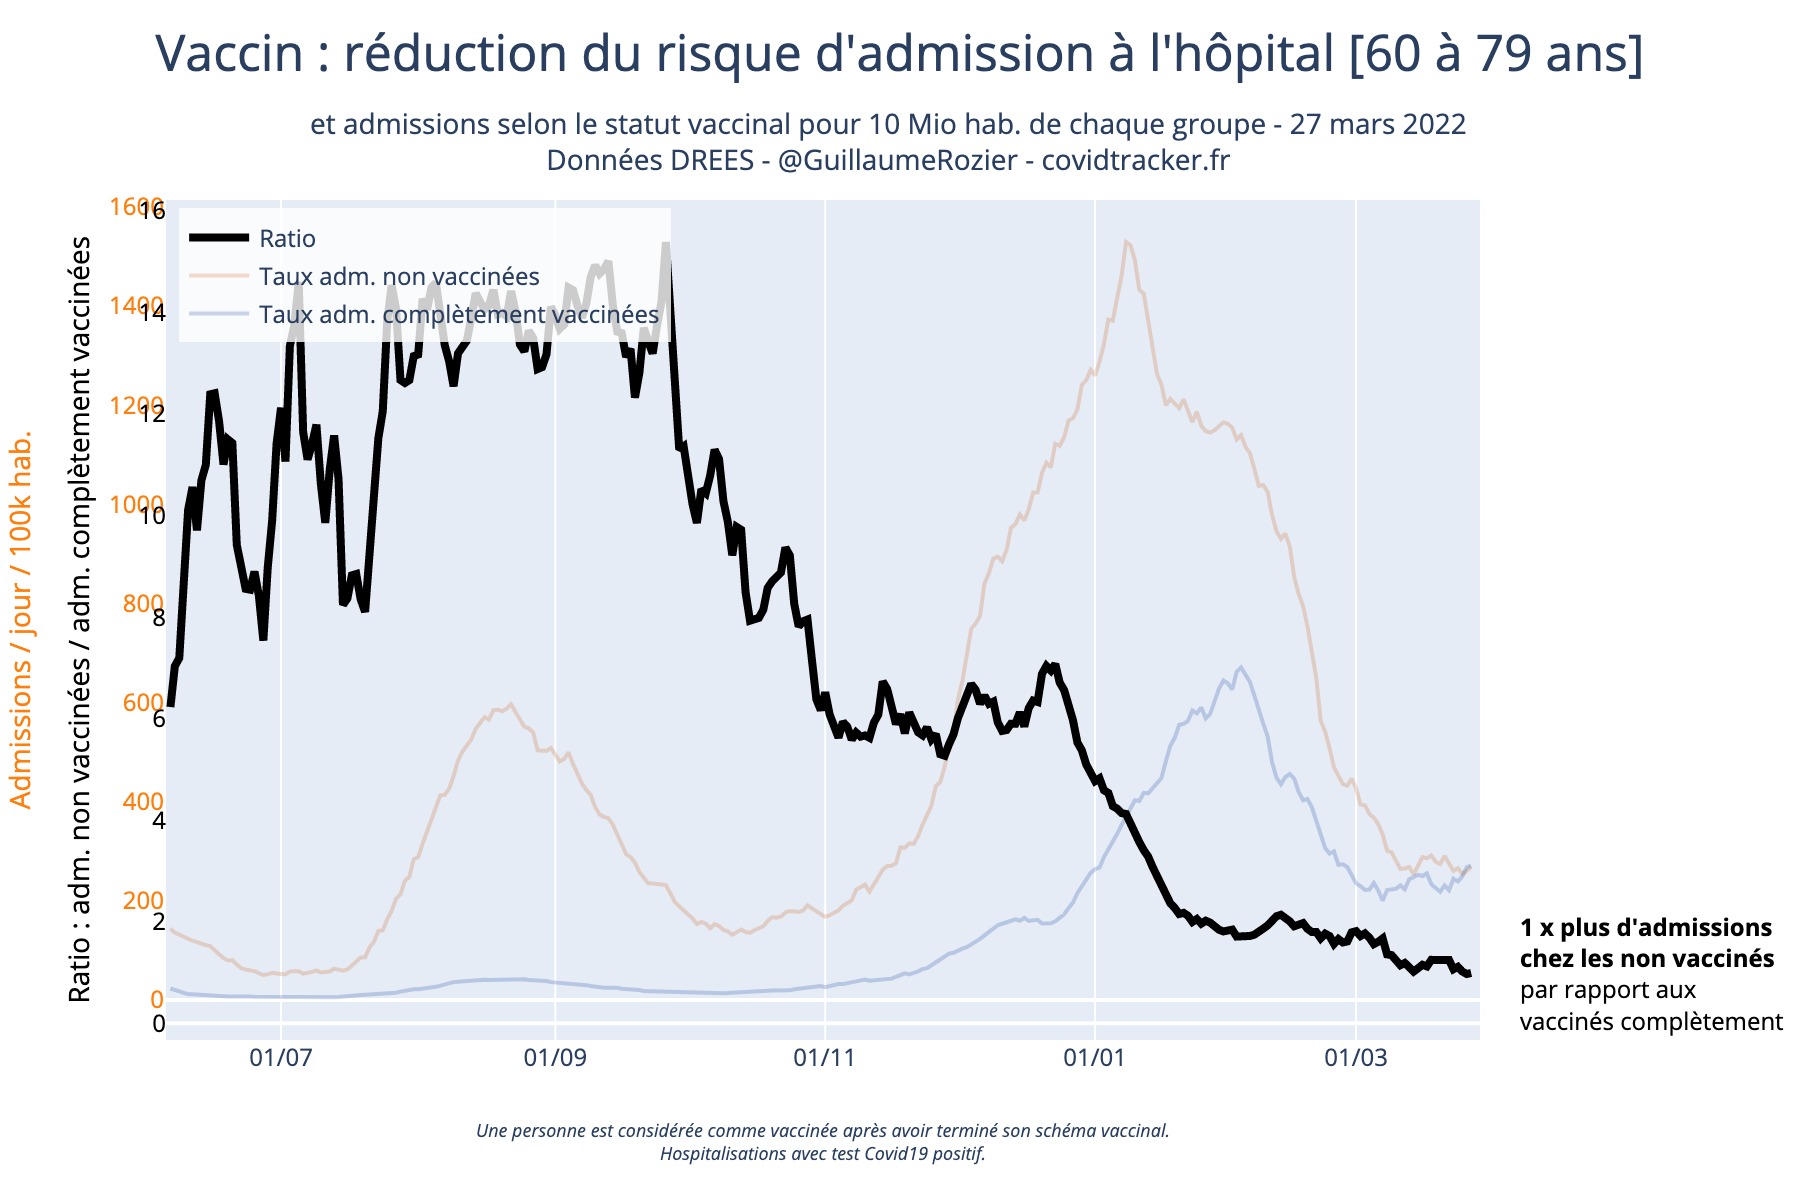 Vaccin : réduction du risque d'admission à l'hôpital [60 à 79 ans]
et admissions selon le statut vaccinal pour 10 Mio hab. de chaque groupe - 27 mars 2022
Données DREES - @GuillaumeRozier - covidtracker.fr
Admissions / jour / 100k hab.
Ratio : adm. non vaccinées / adm. complètement vaccinées
1600
1400
1200
1000
800
600
400
200
0
16
14
12
10
8
6
4
2
0
Ratio
Taux adm. non vaccinées
Taux adm. complètement vaccinées
01/07
01/09
01/11
01/01
01/03
1 x plus d'admissions
chez les non vaccinés
par rapport aux
vaccinés complètement
Une personne est considérée comme vaccinée après avoir terminé son schéma vaccinal.
Hospitalisations avec test Covid19 positif.